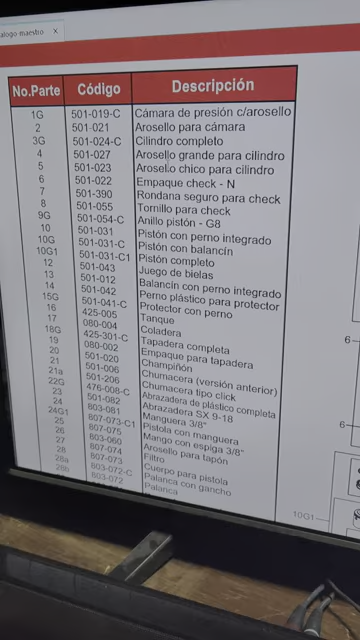 alogo maestro X
No.Parte Código Descripción
1G 501-019-C Cámara de presión c/arosello
2 501-021 Arosello para cámara
3G 501-024-C Cilindro completo
4 501-027 Arosello grande para cilindro
5 501-023 Arosello chico para cilindro
6 501-022 Empaque check - N
7 501-390 Rondana seguro para check
8 501-055 Tornillo para check
9G 501-054-C Anillo pistón - G8
10 501-031 Pistón con perno integrado
10G 501-031-C Pistón con balancín
10G1 501-031-C1 Pistón completo
12 501-043 Juego de bielas
13 501-012 Balancín con perno integrado
14 501-042 Perno plástico para protector
15G 501-041-C Protector con perno
16 425-005 Tanque
17 080-004 Coladera
18G 425-301-C Tapadera completa
19 080-002 Empaque para tapadera
20 501-020 Champiñón
21 501-006 Chumacera (versión anterior)
21a 501-206 Chumacera tipo click
22G 476-008-C Abrazadera de plástico completa
23 501-082 Abrazadera SX 9-18
24 803-081 Manguera 3/8"
24G1 807-073-C1 Pistola con manguera
25 807-075 Mango con espiga 3/8"
26 803-060 Arosello para tapón
27 807-074 Filtro
28 807-073 Cuerpo para pistola
28a 803-072-C Palanca con gancho
28b 803-072 Palanca
6
6
10G1